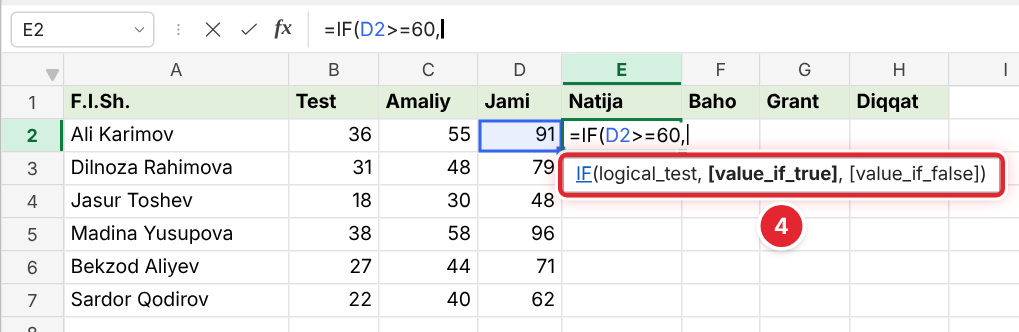 E2 fx =IF(D2>=60,
A B C D E F G H I
1 F.I.Sh. Test Amaliy Jami Natija Baho Grant Diqqat
2 Ali Karimov 36 55 91 =IF(D2>=60,
3 Dilnoza Rahimova 31 48 79
IF(logical_test, [value_if_true], [value_if_false])
4 Jasur Toshev 18 30 48
4
5 Madina Yusupova 38 58 96
6 Bekzod Aliyev 27 44 71
7 Sardor Qodirov 22 40 62
8